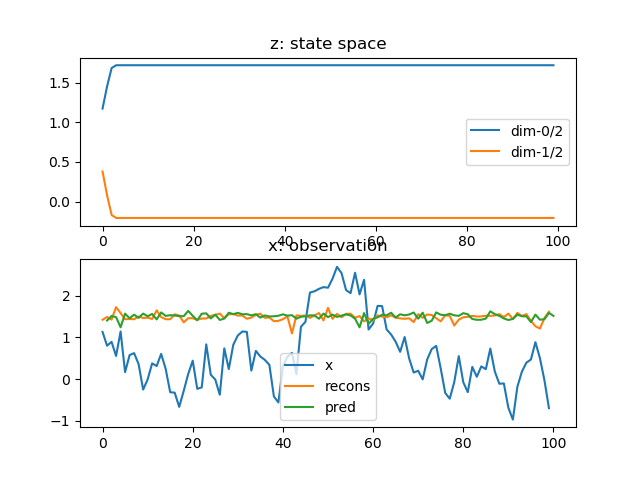 z: state space
1.5
1.0
0.5
0.0
dim-0/2
dim-1/2
0 20 40 60 80 100
x: observation
2
1
0
−1
x
recons
pred
0 20 40 60 80 100